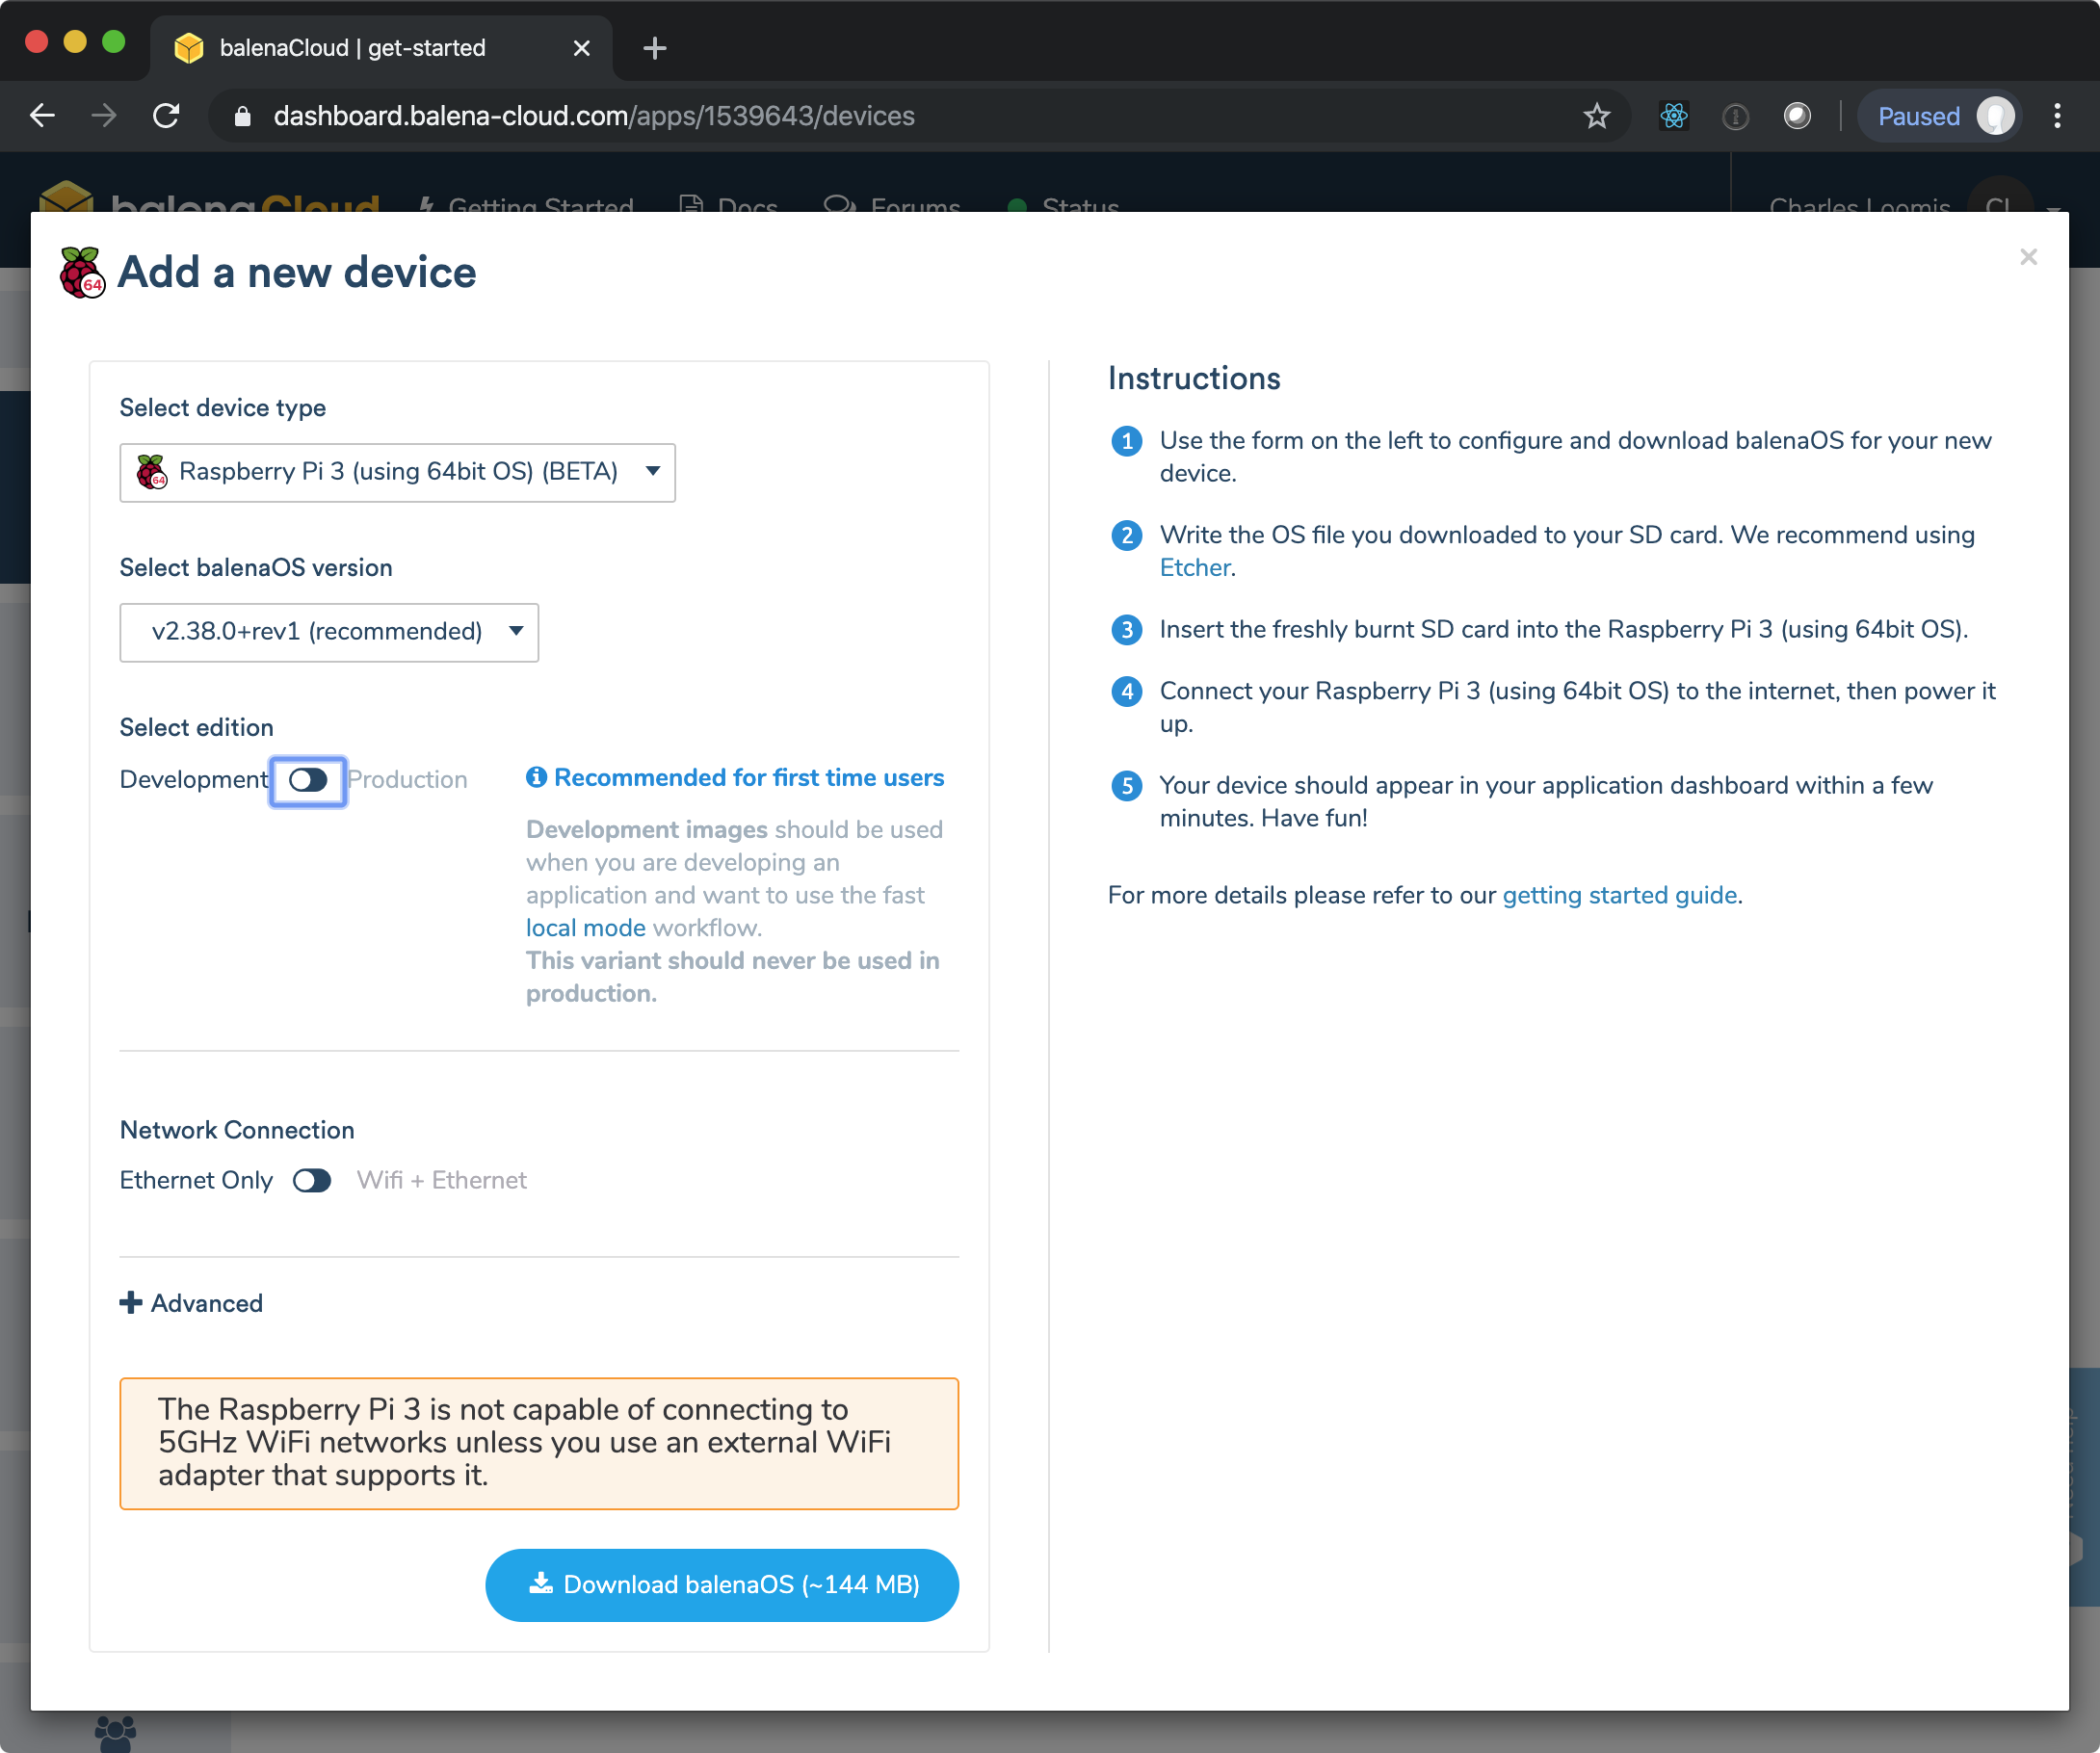 balenaCloud | get-started
dashboard.balena-cloud.com/apps/1539643/devices
Paused
balenaCloud
Getting Started
Docs
Forums
Status
Charles Loomis
CL
64
Add a new device
Select device type
64
Raspberry Pi 3 (using 64bit OS) (BETA)
Select balenaOS version
v2.38.0+rev1 (recommended)
Select edition
Development
Production
Recommended for first time users
Development images should be used
when you are developing an
application and want to use the fast
local mode workflow.
This variant should never be used in
production.
Network Connection
Ethernet Only
Wifi + Ethernet
Advanced
The Raspberry Pi 3 is not capable of connecting to
5GHz WiFi networks unless you use an external WiFi
adapter that supports it.
Download balenaOS (~144 MB)
Instructions
1 Use the form on the left to configure and download balenaOS for your new
device.
2 Write the OS file you downloaded to your SD card. We recommend using
Etcher.
3 Insert the freshly burnt SD card into the Raspberry Pi 3 (using 64bit OS).
4 Connect your Raspberry Pi 3 (using 64bit OS) to the internet, then power it
up.
5 Your device should appear in your application dashboard within a few
minutes. Have fun!
For more details please refer to our getting started guide.